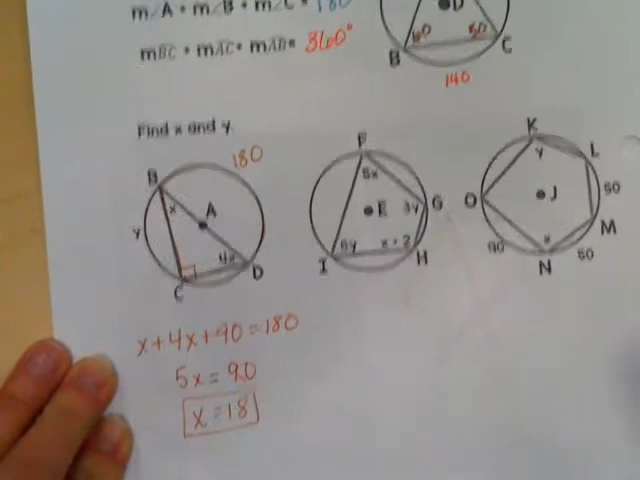 m∠A + m∠B + m∠C = 180
mBC + mAC + mAB = 360°
D
60 80
B C
140
Find x and y.
180
B
x
A
y
4x
D
C
F
5x
E
3y
G
6y
x + 2
I
H
K
y
L
O
J
50
M
x
90
N
50
x+4x+90=180
5x=90
x=18